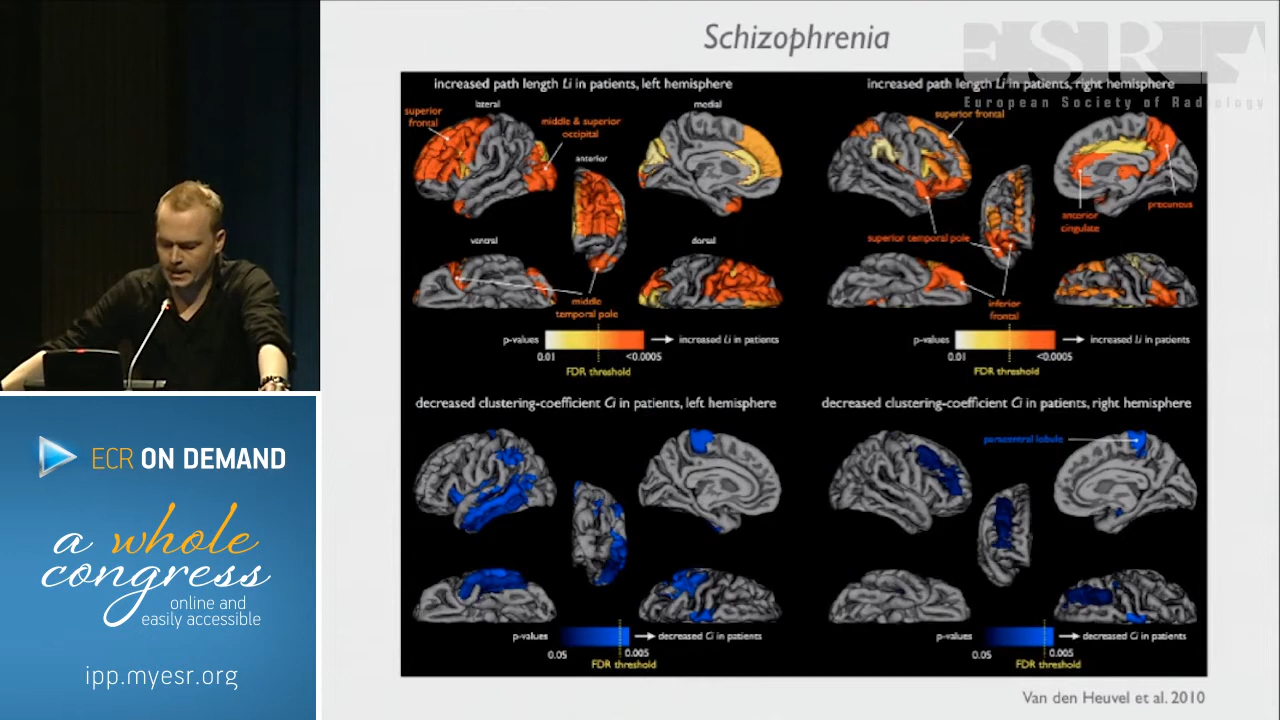 Schizophrenia
ESR
European Society of Radiology
increased path length Li in patients, left hemisphere
lateral
medial
superior
frontal
middle & superior
occipital
anterior
ventral
dorsal
middle
temporal pole
p-values
0.01
<0.0005
increased Li in patients
FDR threshold
increased path length Li in patients, right hemisphere
superior frontal
precuneus
anterior
cingulate
superior temporal pole
inferior
frontal
p-values
0.01
<0.0005
increased Li in patients
FDR threshold
decreased clustering-coefficient Ci in patients, left hemisphere
p-values
0.05
0.005
decreased Ci in patients
FDR threshold
decreased clustering-coefficient Ci in patients, right hemisphere
paracentral lobule
p-values
0.05
0.005
decreased Ci in patients
FDR threshold
Van den Heuvel et al. 2010
ECR ON DEMAND
a whole
congress
online and
easily accessible
ipp.myesr.org